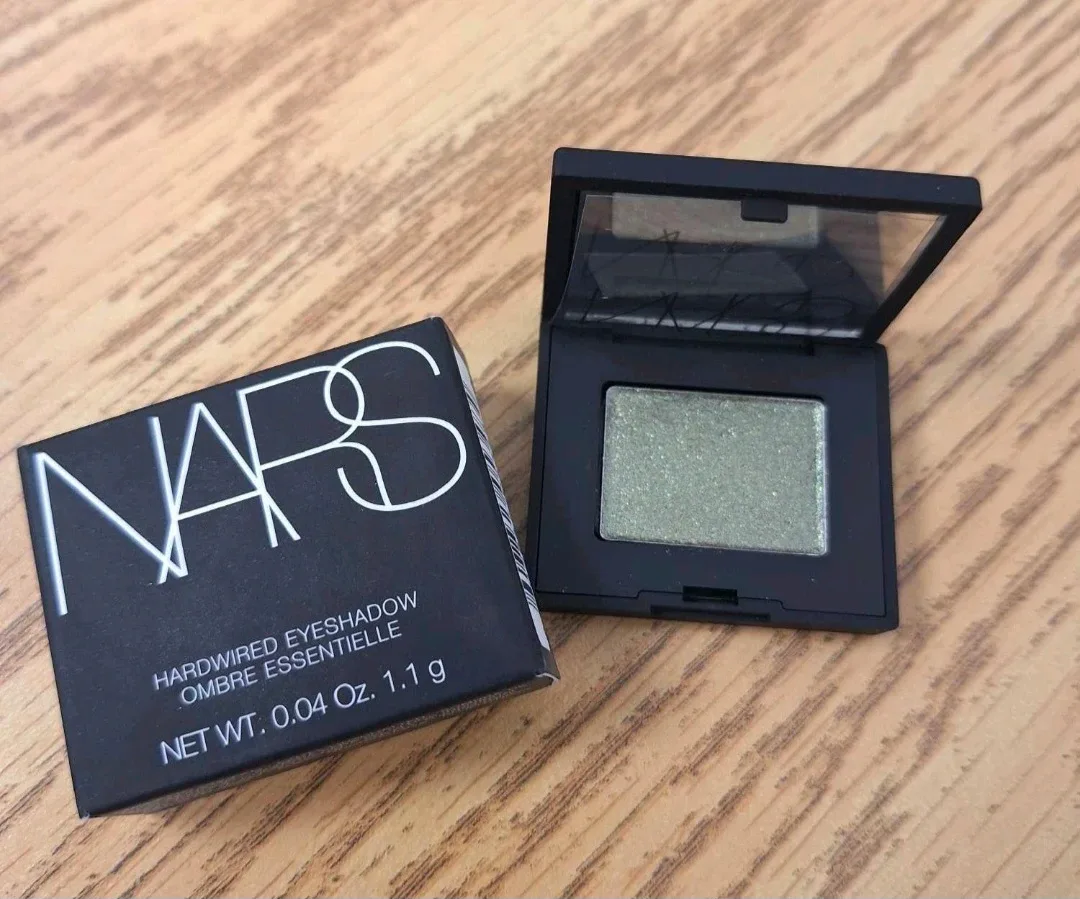 NARS
HARDWIRED EYESHADOW
OMBRE ESSENTIELLE
NET WT. 0.04 Oz. 1.1 g